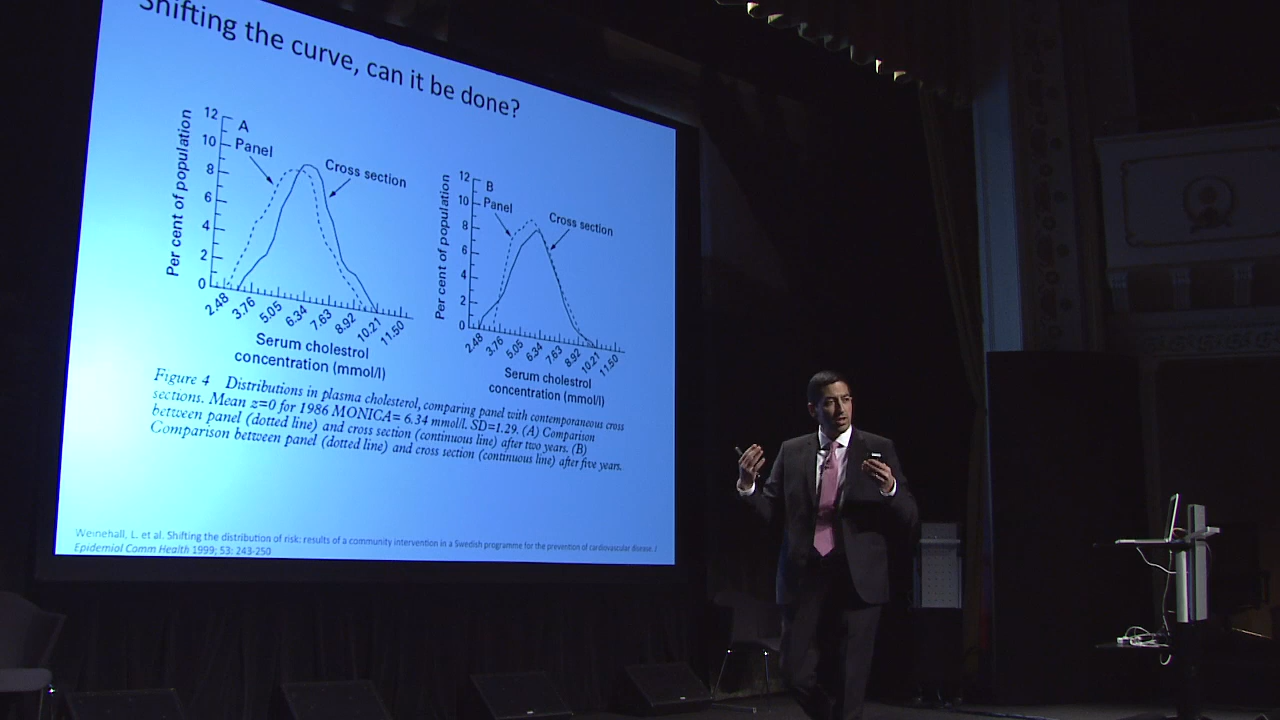 Shifting the curve, can it be done?
12
10
8
6
4
2
0
A
Panel
Cross section
Per cent of population
2.48
3.76
5.05
6.34
7.63
8.92
10.21
11.50
Serum cholestrol
concentration (mmol/l)
12
10
8
6
4
2
0
B
Panel
Cross section
Per cent of population
2.48
3.76
5.05
6.34
7.63
8.92
10.21
11.50
Serum cholestrol
concentration (mmol/l)
Figure 4 Distributions in plasma cholesterol, comparing panel with contemporaneous cross
sections. Mean z=0 for 1986 MONICA= 6.34 mmol/l. SD=1.29. (A) Comparison
between panel (dotted line) and cross section (continuous line) after two years. (B)
Comparison between panel (dotted line) and cross section (continuous line) after five years.
Weinehall, L. et al. Shifting the distribution of risk: results of a community intervention in a Swedish programme for the prevention of cardiovascular disease. J
Epidemiol Comm Health 1999; 53: 243-250